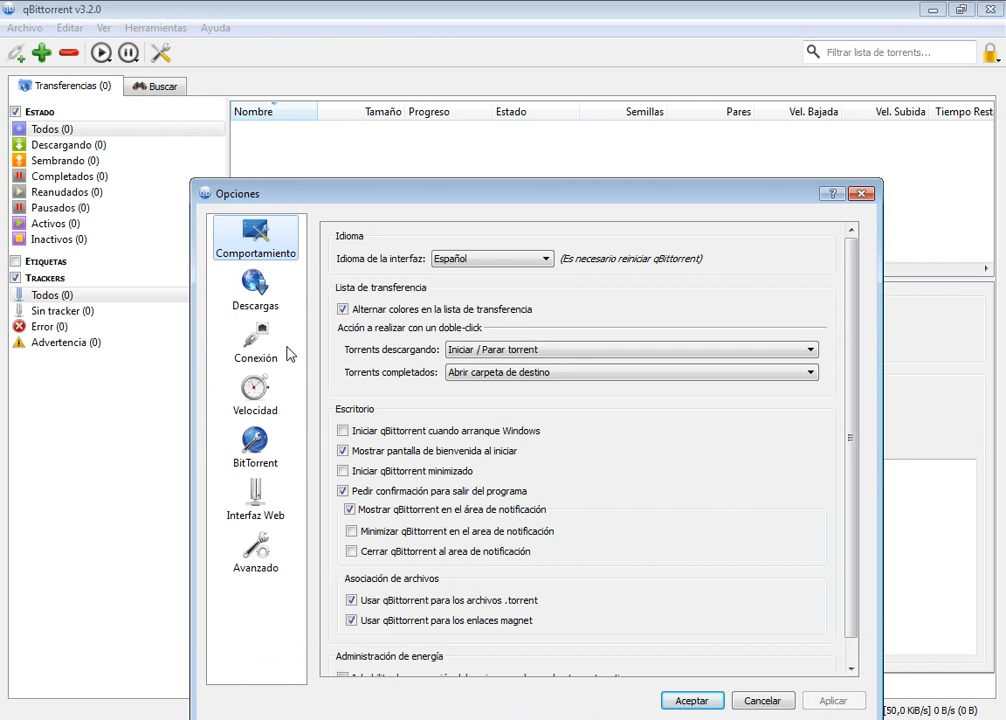 qBittorrent v3.2.0
Archivo Editar Ver Herramientas Ayuda
Filtrar lista de torrents...
Transferencias (0) Buscar
Estado
Todos (0)
Descargando (0)
Sembrando (0)
Completados (0)
Reanudados (0)
Pausados (0)
Activos (0)
Inactivos (0)
Etiquetas
Trackers
Todos (0)
Sin tracker (0)
Error (0)
Advertencia (0)
Nombre Tamaño Progreso Estado Semillas Pares Vel. Bajada Vel. Subida Tiempo Rest
Opciones
Comportamiento
Descargas
Conexión
Velocidad
BitTorrent
Interfaz Web
Avanzado
Idioma
Idioma de la interfaz: Español (Es necesario reiniciar qBittorrent)
Lista de transferencia
Alternar colores en la lista de transferencia
Acción a realizar con un doble-click
Torrents descargando: Iniciar / Parar torrent
Torrents completados: Abrir carpeta de destino
Escritorio
Iniciar qBittorrent cuando arranque Windows
Mostrar pantalla de bienvenida al iniciar
Iniciar qBittorrent minimizado
Pedir confirmación para salir del programa
Mostrar qBittorrent en el área de notificación
Minimizar qBittorrent en el area de notificación
Cerrar qBittorrent al area de notificación
Asociación de archivos
Usar qBittorrent para los archivos .torrent
Usar qBittorrent para los enlaces magnet
Administración de energía
Aceptar Cancelar Aplicar
[50,0 KiB/s] 0 B/s (0 B)